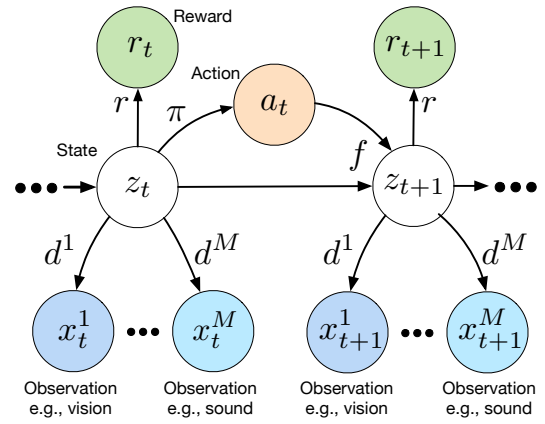 Reward
r_t
r_{t+1}
Action
r
π
a_t
r
State
f
z_t
z_{t+1}
d^1
d^M
d^1
d^M
x_t^1
x_t^M
x_{t+1}^1
x_{t+1}^M
Observation
e.g., vision
Observation
e.g., sound
Observation
e.g., vision
Observation
e.g., sound